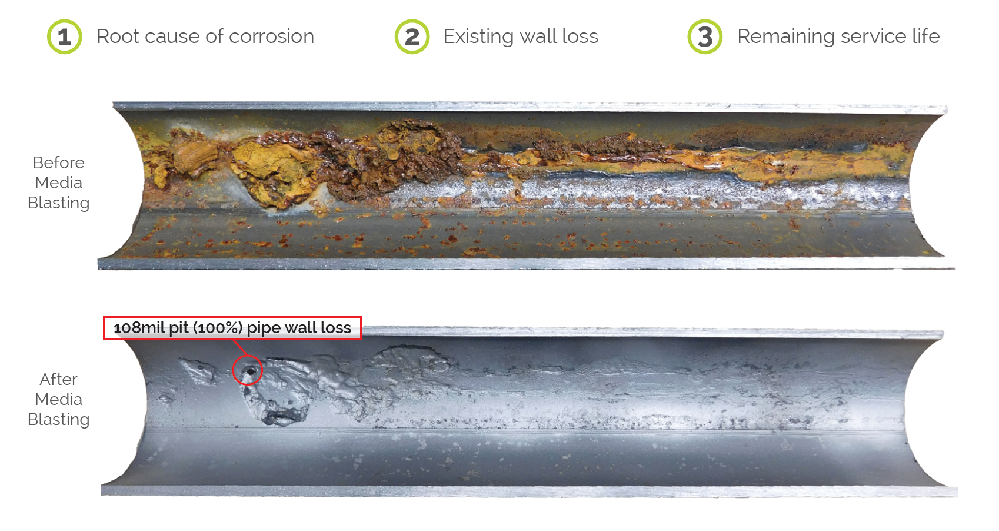 1 Root cause of corrosion
2 Existing wall loss
3 Remaining service life
Before
Media
Blasting
108mil pit (100%) pipe wall loss
After
Media
Blasting